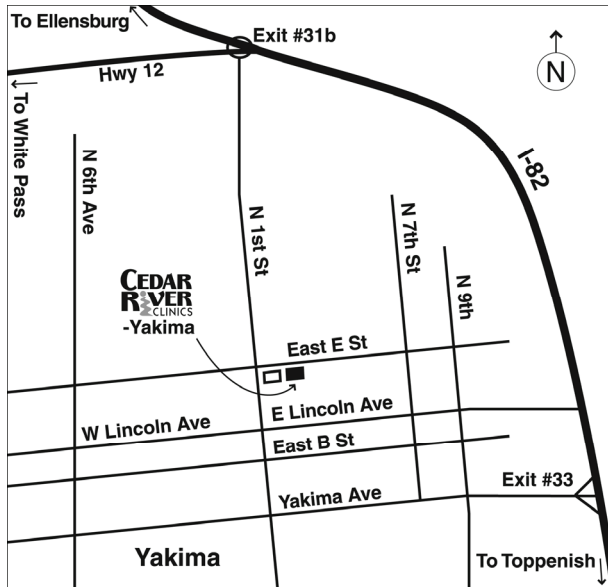 To Ellensburg
Exit #31b
Hwy 12
N
To White Pass
N 6th Ave
I-82
N 1st St
N 7th St
N 9th
CEDAR
RIVER
CLINICS
-Yakima
East E St
E Lincoln Ave
W Lincoln Ave
East B St
Yakima Ave
Exit #33
Yakima
To Toppenish